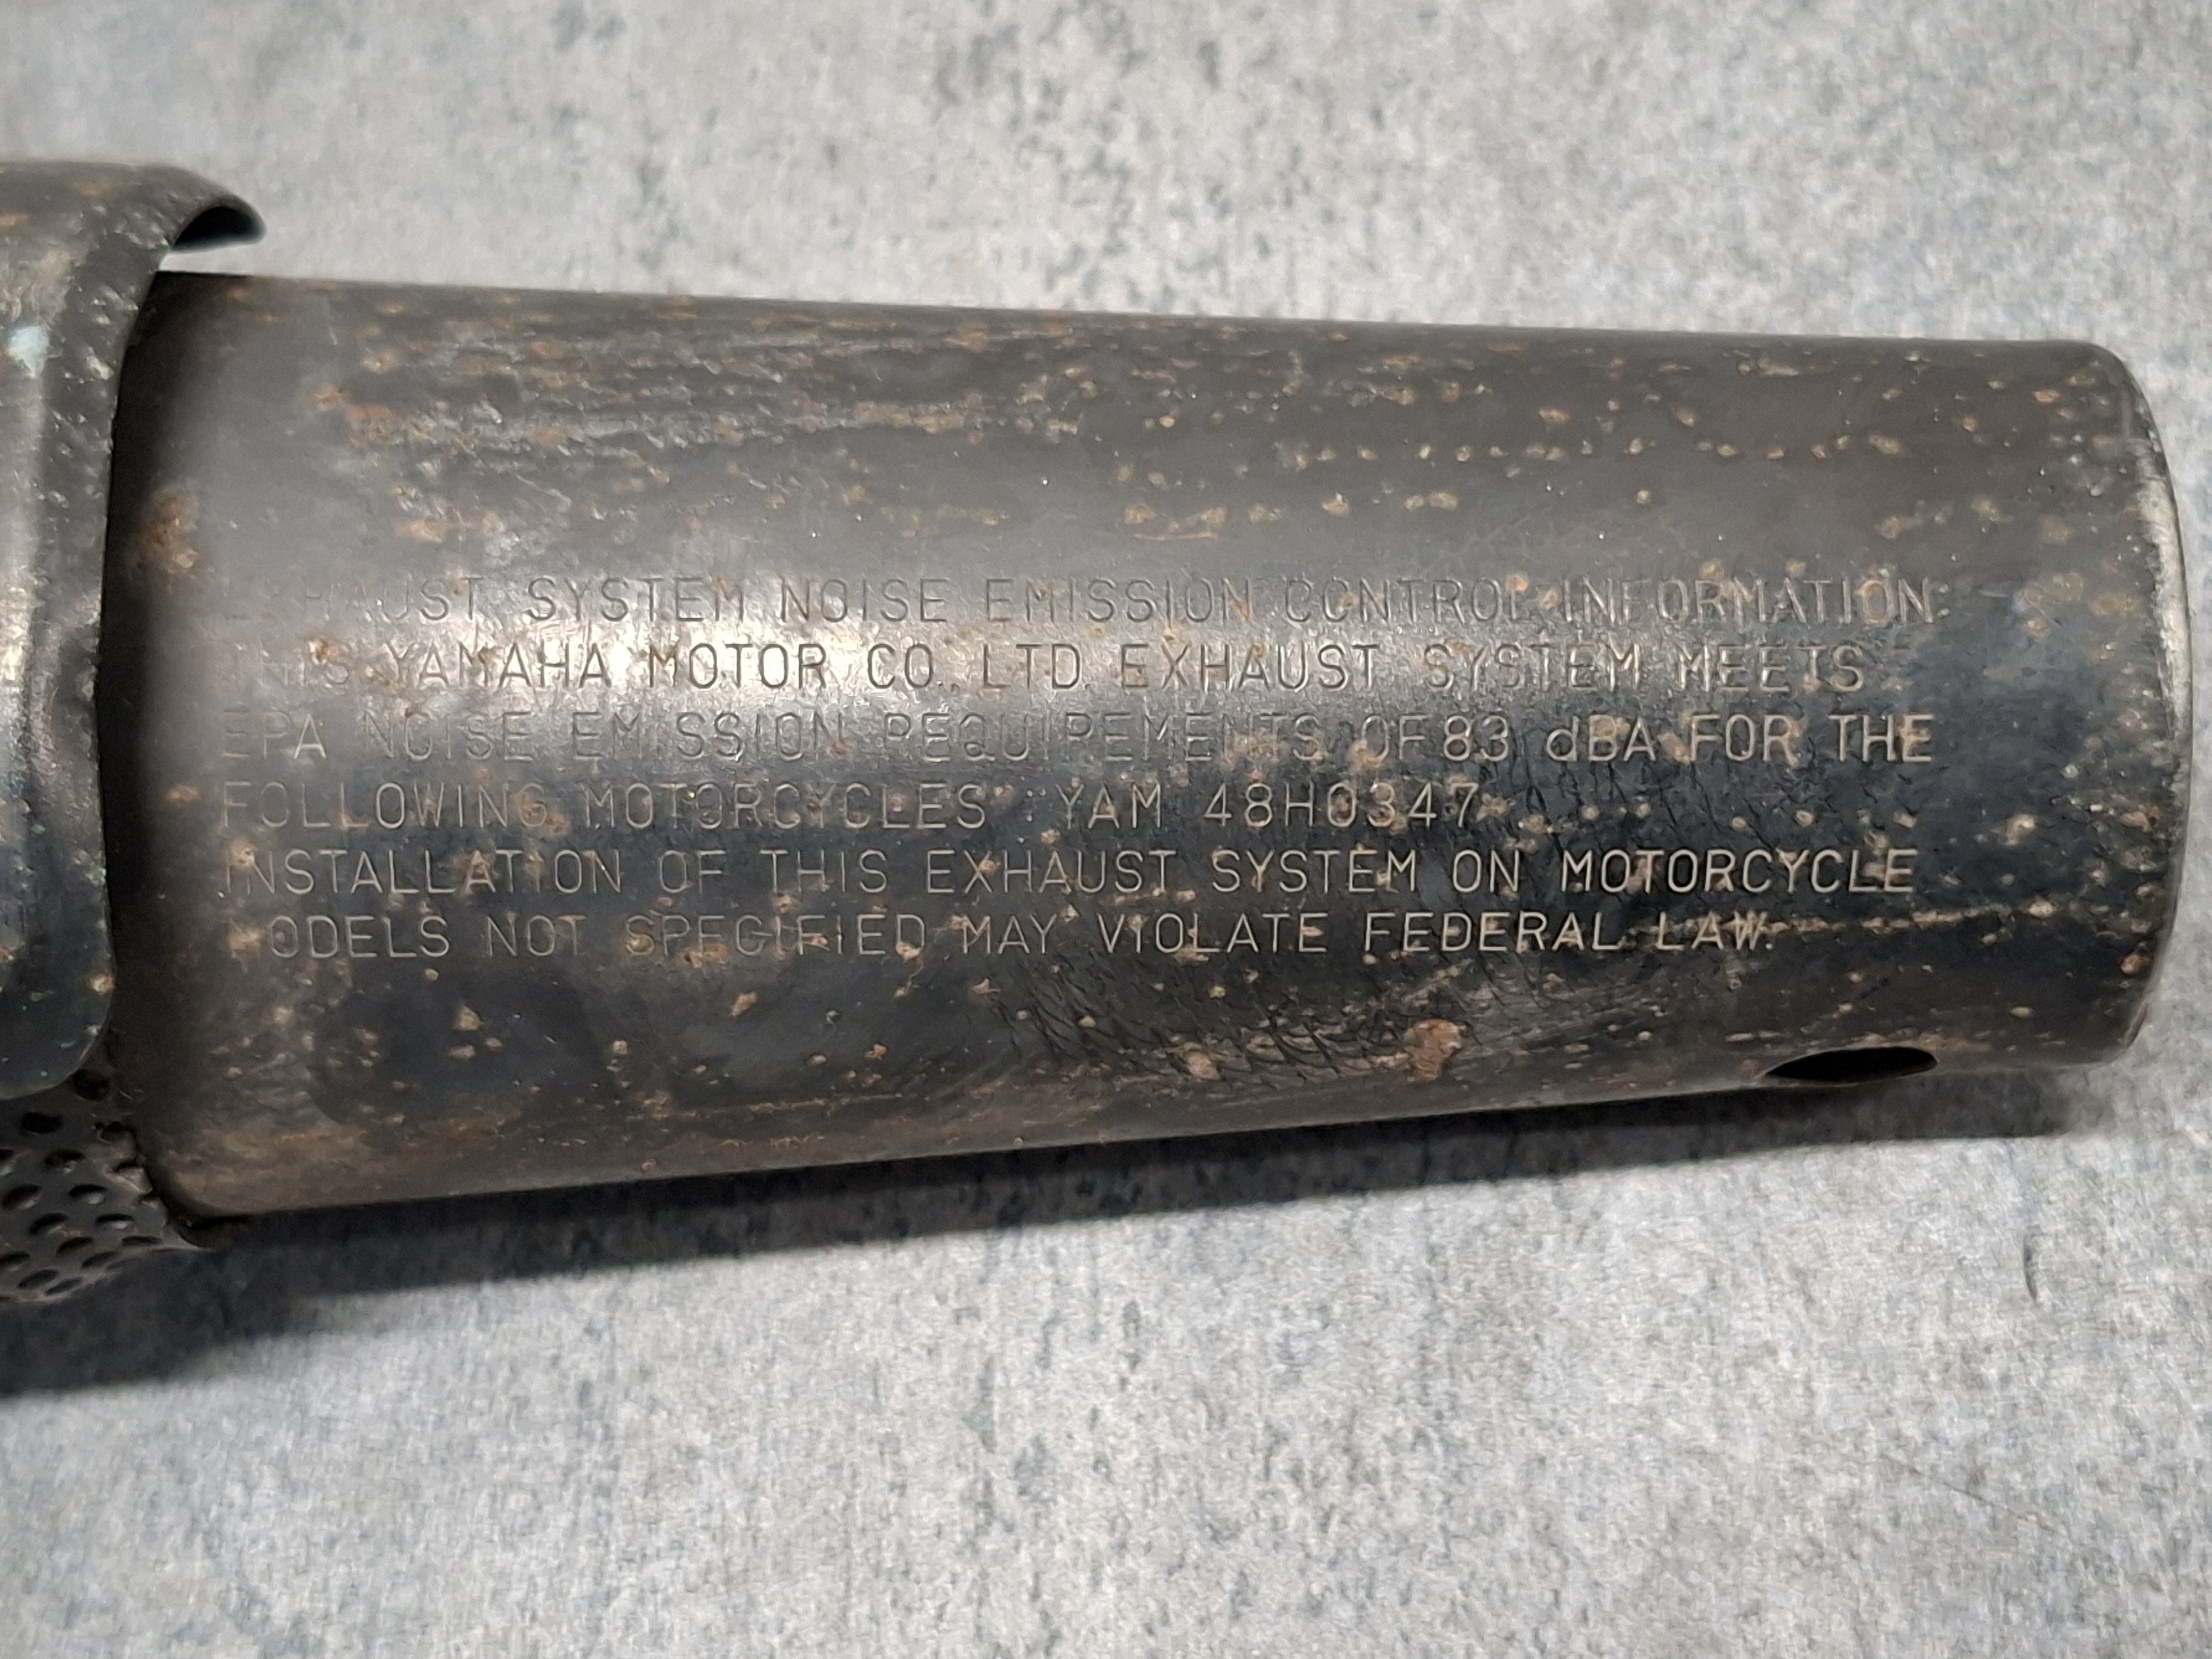 EXHAUST SYSTEM NOISE EMISSION CONTROL INFORMATION
THIS YAMAHA MOTOR CO., LTD. EXHAUST SYSTEM MEETS
EPA NOISE EMISSION REQUIREMENTS OF 83 dBA FOR THE
FOLLOWING MOTORCYCLES : YAM 48H0347
INSTALLATION OF THIS EXHAUST SYSTEM ON MOTORCYCLE
MODELS NOT SPECIFIED MAY VIOLATE FEDERAL LAW.